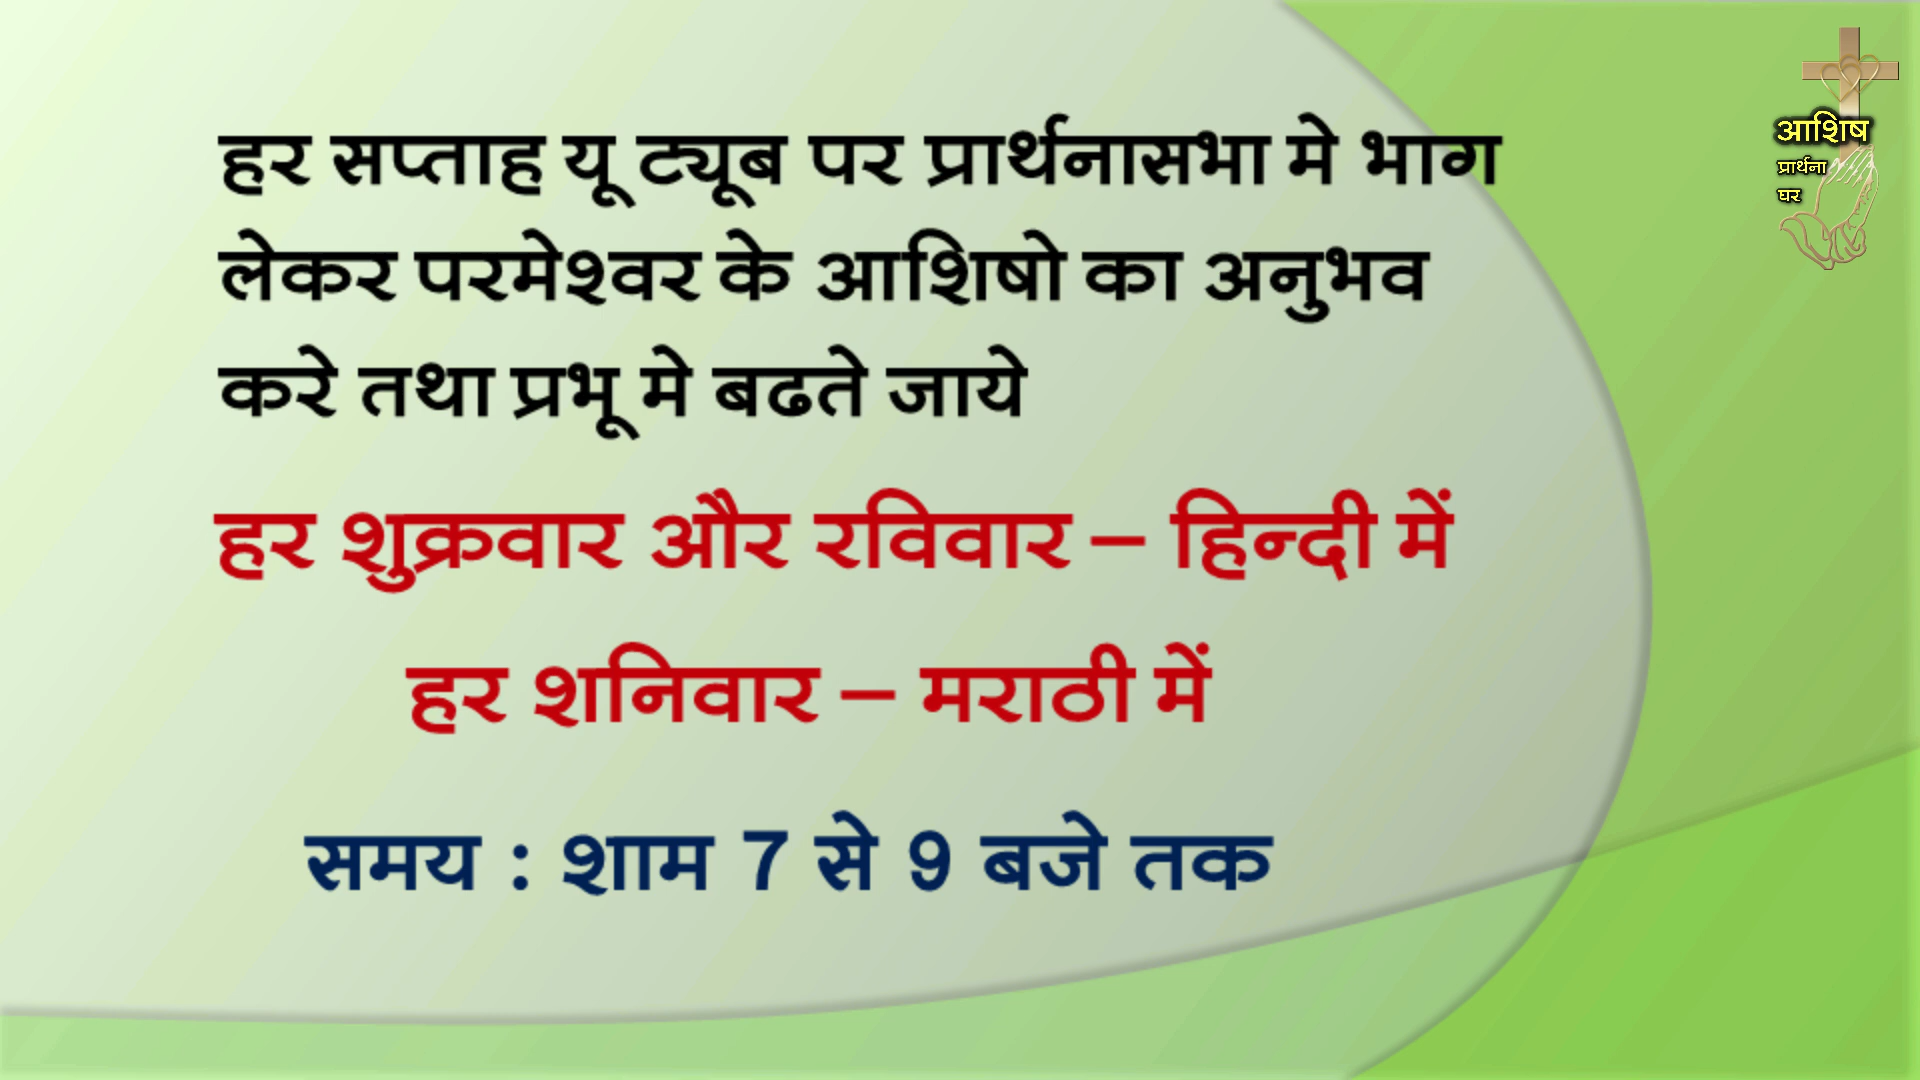 हर सप्ताह यू ट्यूब पर प्रार्थनासभा मे भाग
लेकर परमेश्वर के आशिषो का अनुभव
करे तथा प्रभू मे बढते जाये
हर शुक्रवार और रविवार – हिन्दी में
हर शनिवार – मराठी में
समय : शाम 7 से 9 बजे तक
आशिष
प्रार्थना
घर